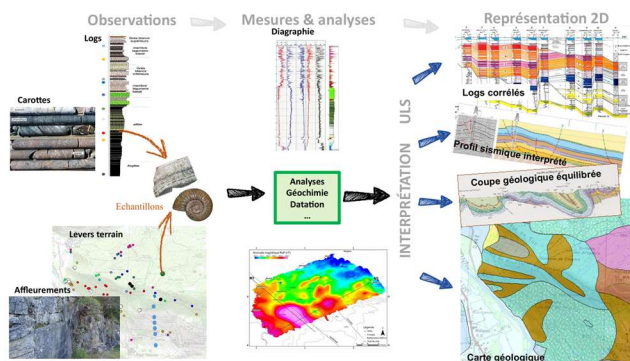 Observations
Mesures & analyses
Représentation 2D
Logs
Diagraphie
Carottes
Logs corrélés
Profil sismique interprété
Echantillons
Analyses
Géochimie
Datation
...
INTERPRÉTATION ULS
Coupe géologique équilibrée
Levers terrain
Affleurements
Carte géologique